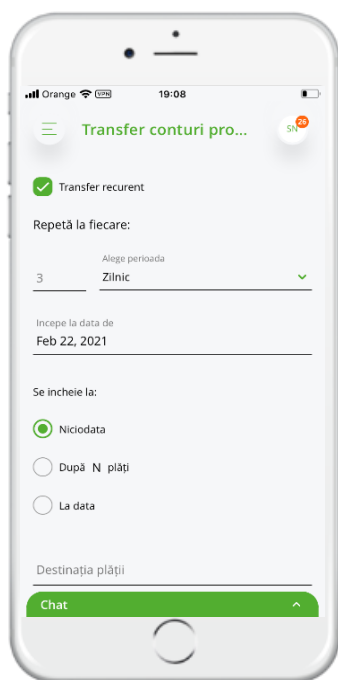 Orange VPN 19:08
Transfer conturi pro...
SN 26
Transfer recurent
Repetă la fiecare:
Alege perioada
3 Zilnic
Incepe la data de
Feb 22, 2021
Se incheie la:
Niciodata
După N plăți
La data
Destinația plății
Chat